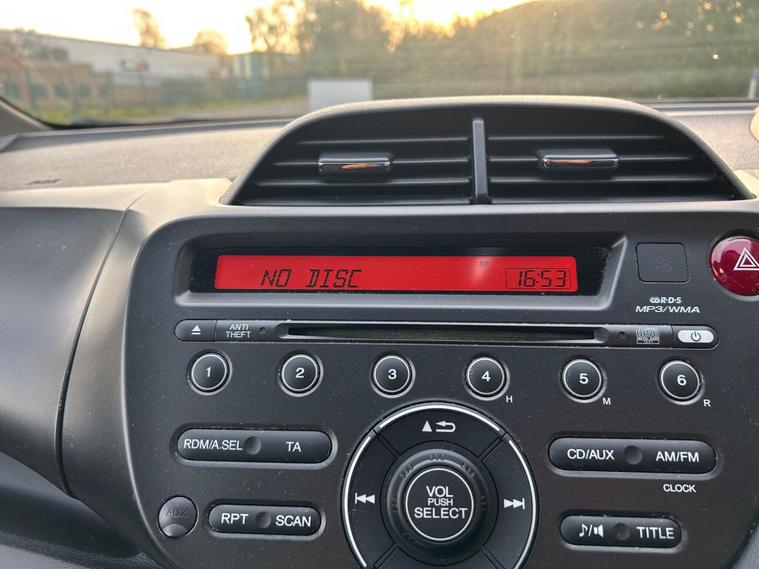 TP
NO DISC 16:53
R·D·S
MP3/WMA
ANTI
THEFT
1 2 3 4 5 6
H M R
RDM/A.SEL TA
CD/AUX AM/FM
CLOCK
VOL
PUSH
SELECT
AUX
RPT SCAN
TITLE